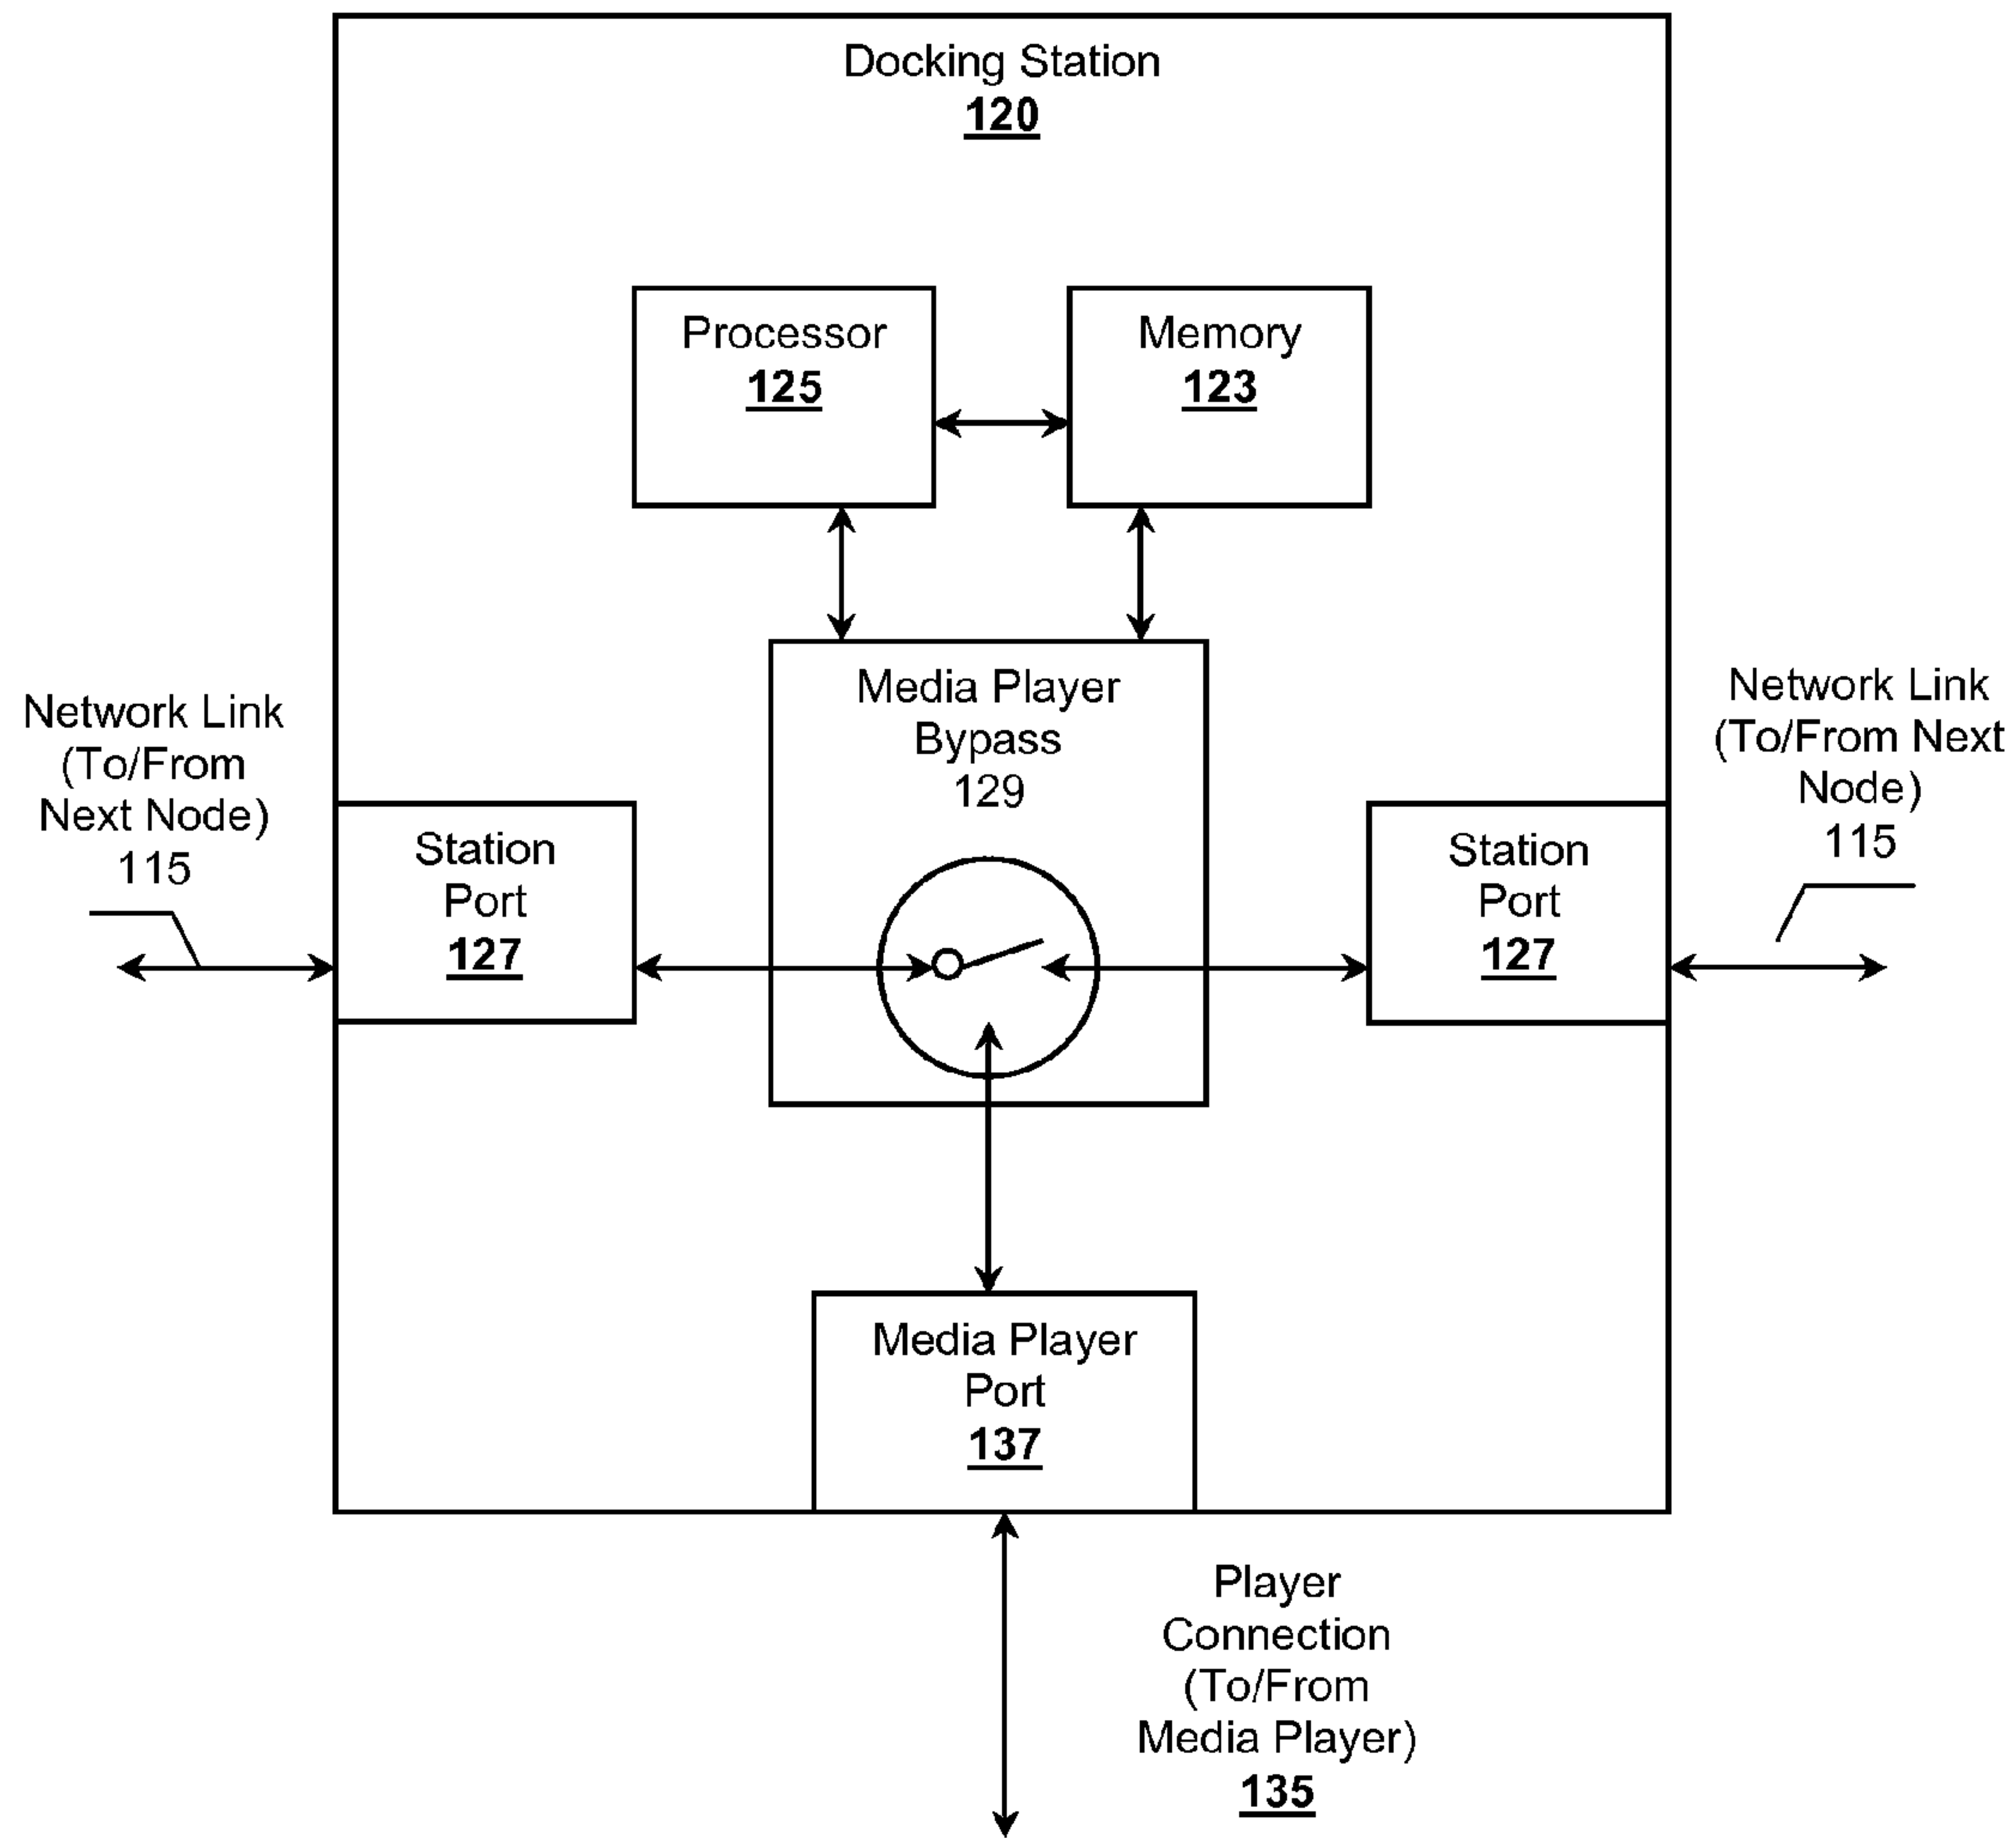 Docking Station
120
Processor
125
Memory
123
Media Player
Bypass
129
Network Link
(To/From
Next Node)
115
Station
Port
127
Station
Port
127
Network Link
(To/From Next
Node)
115
Media Player
Port
137
Player
Connection
(To/From
Media Player)
135